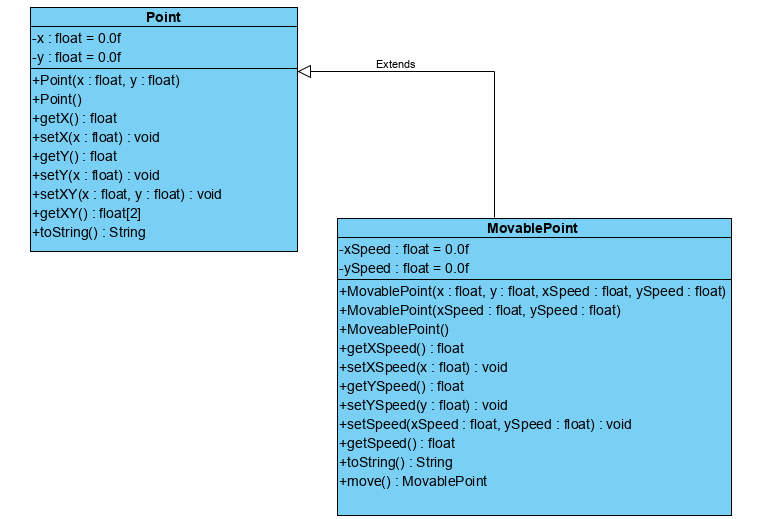 Point
-x : float = 0.0f
-y : float = 0.0f
+Point(x : float, y : float)
+Point()
+getX() : float
+setX(x : float) : void
+getY() : float
+setY(x : float) : void
+setXY(x : float, y : float) : void
+getXY() : float[2]
+toString() : String
Extends
MovablePoint
-xSpeed : float = 0.0f
-ySpeed : float = 0.0f
+MovablePoint(x : float, y : float, xSpeed : float, ySpeed : float)
+MovablePoint(xSpeed : float, ySpeed : float)
+MoveablePoint()
+getXSpeed() : float
+setXSpeed(x : float) : void
+getYSpeed() : float
+setYSpeed(y : float) : void
+setSpeed(xSpeed : float, ySpeed : float) : void
+getSpeed() : float
+toString() : String
+move() : MovablePoint